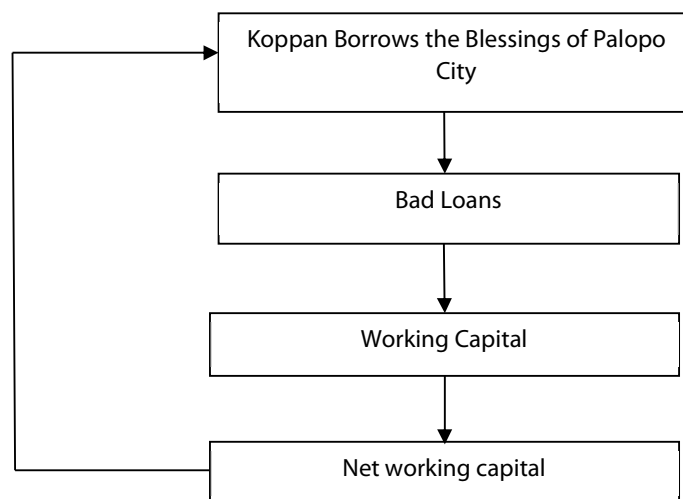 Koppan Borrows the Blessings of Palopo
City
Bad Loans
Working Capital
Net working capital